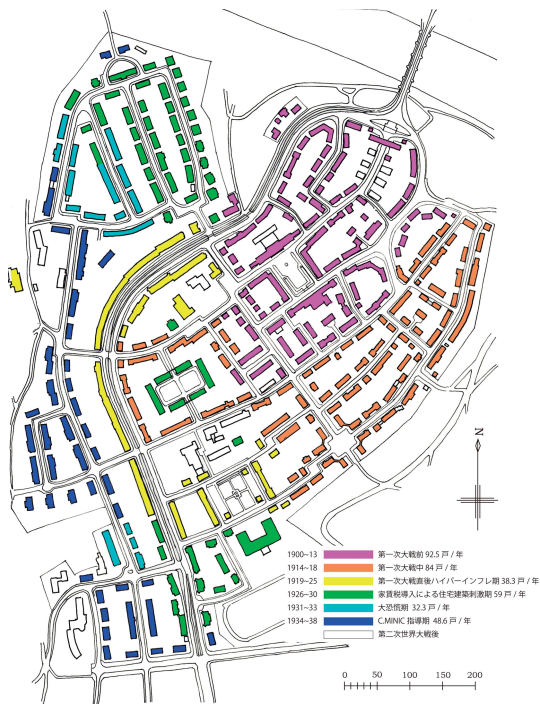 N
1900~13 第一次大戦前 92.5 戸 / 年
1914~18 第一次大戦中 84 戸 / 年
1919~25 第一次大戦直後ハイパーインフレ期 38.3 戸 / 年
1926~30 家賃税導入による住宅建築刺激期 59 戸 / 年
1931~33 大恐慌期 32.3 戸 / 年
1934~38 C.MINIC 指導期 48.6 戸 / 年
第二次世界大戦後
0 50 100 150 200